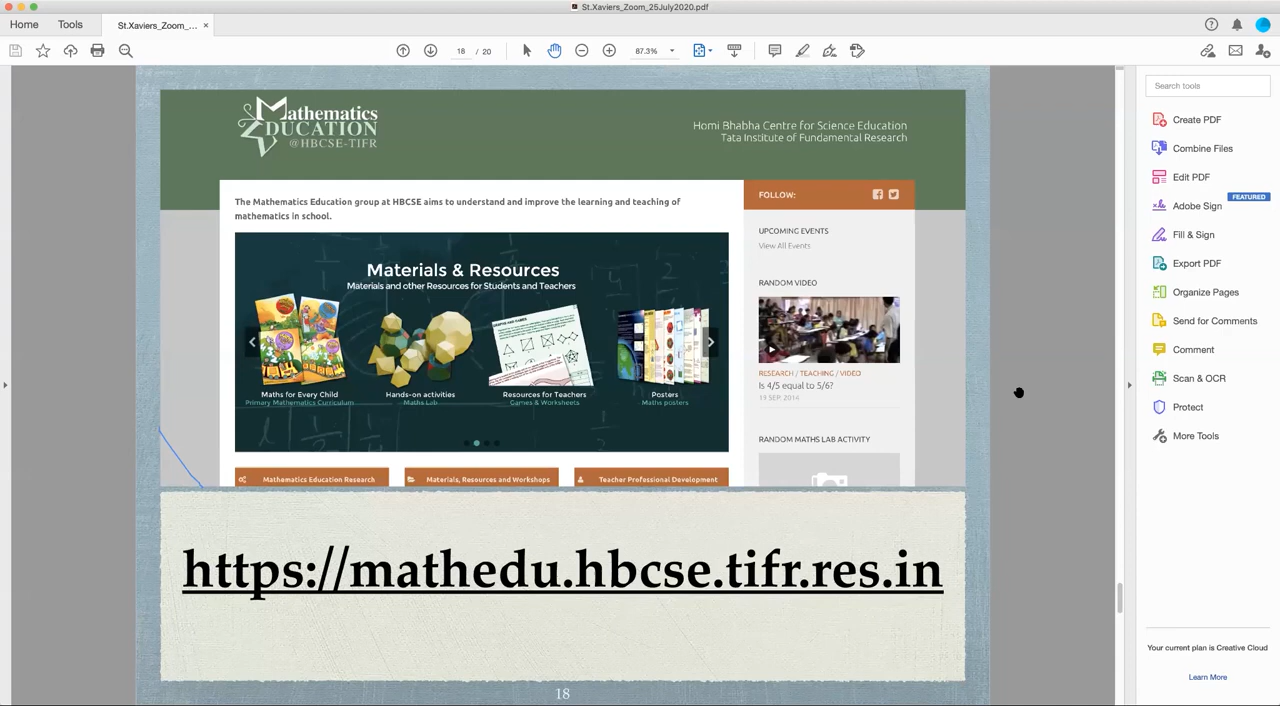 St.Xaviers_Zoom_25July2020.pdf
Home
Tools
St.Xaviers_Zoom_...
×
18 / 20
87.3%
Search tools
Create PDF
Combine Files
Edit PDF
FEATURED
Adobe Sign
Fill & Sign
Export PDF
Organize Pages
Send for Comments
Comment
Scan & OCR
Protect
More Tools
Your current plan is Creative Cloud
Learn More
Mathematics
EDUCATION
@HBCSE-TIFR
Homi Bhabha Centre for Science Education
Tata Institute of Fundamental Research
The Mathematics Education group at HBCSE aims to understand and improve the learning and teaching of
mathematics in school.
Materials & Resources
Materials and other Resources for Students and Teachers
Maths for Every Child
Primary Mathematics Curriculum
Hands-on activities
Maths Lab
Resources for Teachers
Games & Worksheets
Posters
Maths posters
Mathematics Education Research
Materials, Resources and Workshops
Teacher Professional Development
FOLLOW:
UPCOMING EVENTS
View All Events
RANDOM VIDEO
RESEARCH / TEACHING / VIDEO
Is 4/5 equal to 5/6?
19 SEP. 2014
RANDOM MATHS LAB ACTIVITY
https://mathedu.hbcse.tifr.res.in
18